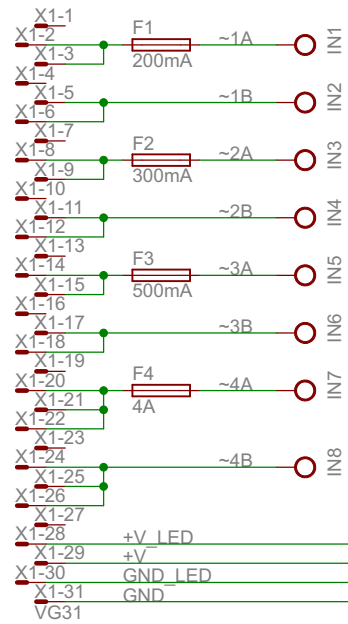 X1-1
X1-2 F1 ~1A IN1
X1-3 200mA
X1-4
X1-5 ~1B IN2
X1-6
X1-7
X1-8 F2 ~2A IN3
X1-9 300mA
X1-10
X1-11 ~2B IN4
X1-12
X1-13
X1-14 F3 ~3A IN5
X1-15 500mA
X1-16
X1-17 ~3B IN6
X1-18
X1-19
X1-20 F4 ~4A IN7
X1-21 4A
X1-22
X1-23
X1-24 ~4B IN8
X1-25
X1-26
X1-27
X1-28 +V_LED
X1-29 +V
X1-30 GND_LED
X1-31 GND
VG31